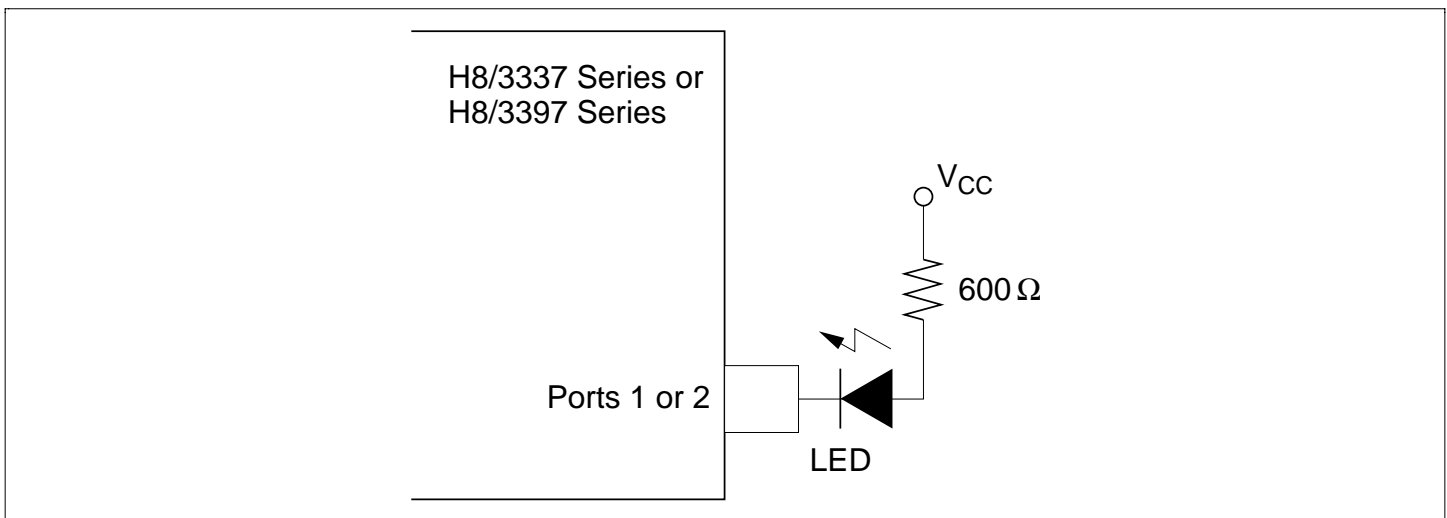 H8/3337 Series or
H8/3397 Series
VCC
600 Ω
Ports 1 or 2
LED